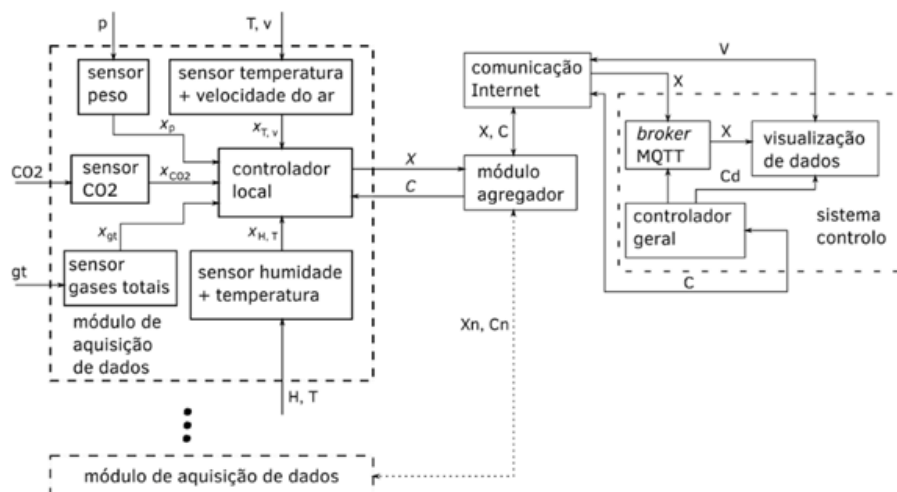 p
T, v
sensor
peso
sensor temperatura
+ velocidade do ar
xp
xT, v
CO2
sensor
CO2
xCO2
controlador
local
X
C
xgt
xH, T
gt
sensor
gases totais
sensor humidade
+ temperatura
módulo de
aquisição
de dados
H, T
módulo de aquisição de dados
comunicação
Internet
X, C
módulo
agregador
Xn, Cn
V
X
broker
MQTT
X
visualização
de dados
Cd
controlador
geral
sistema
controlo
C